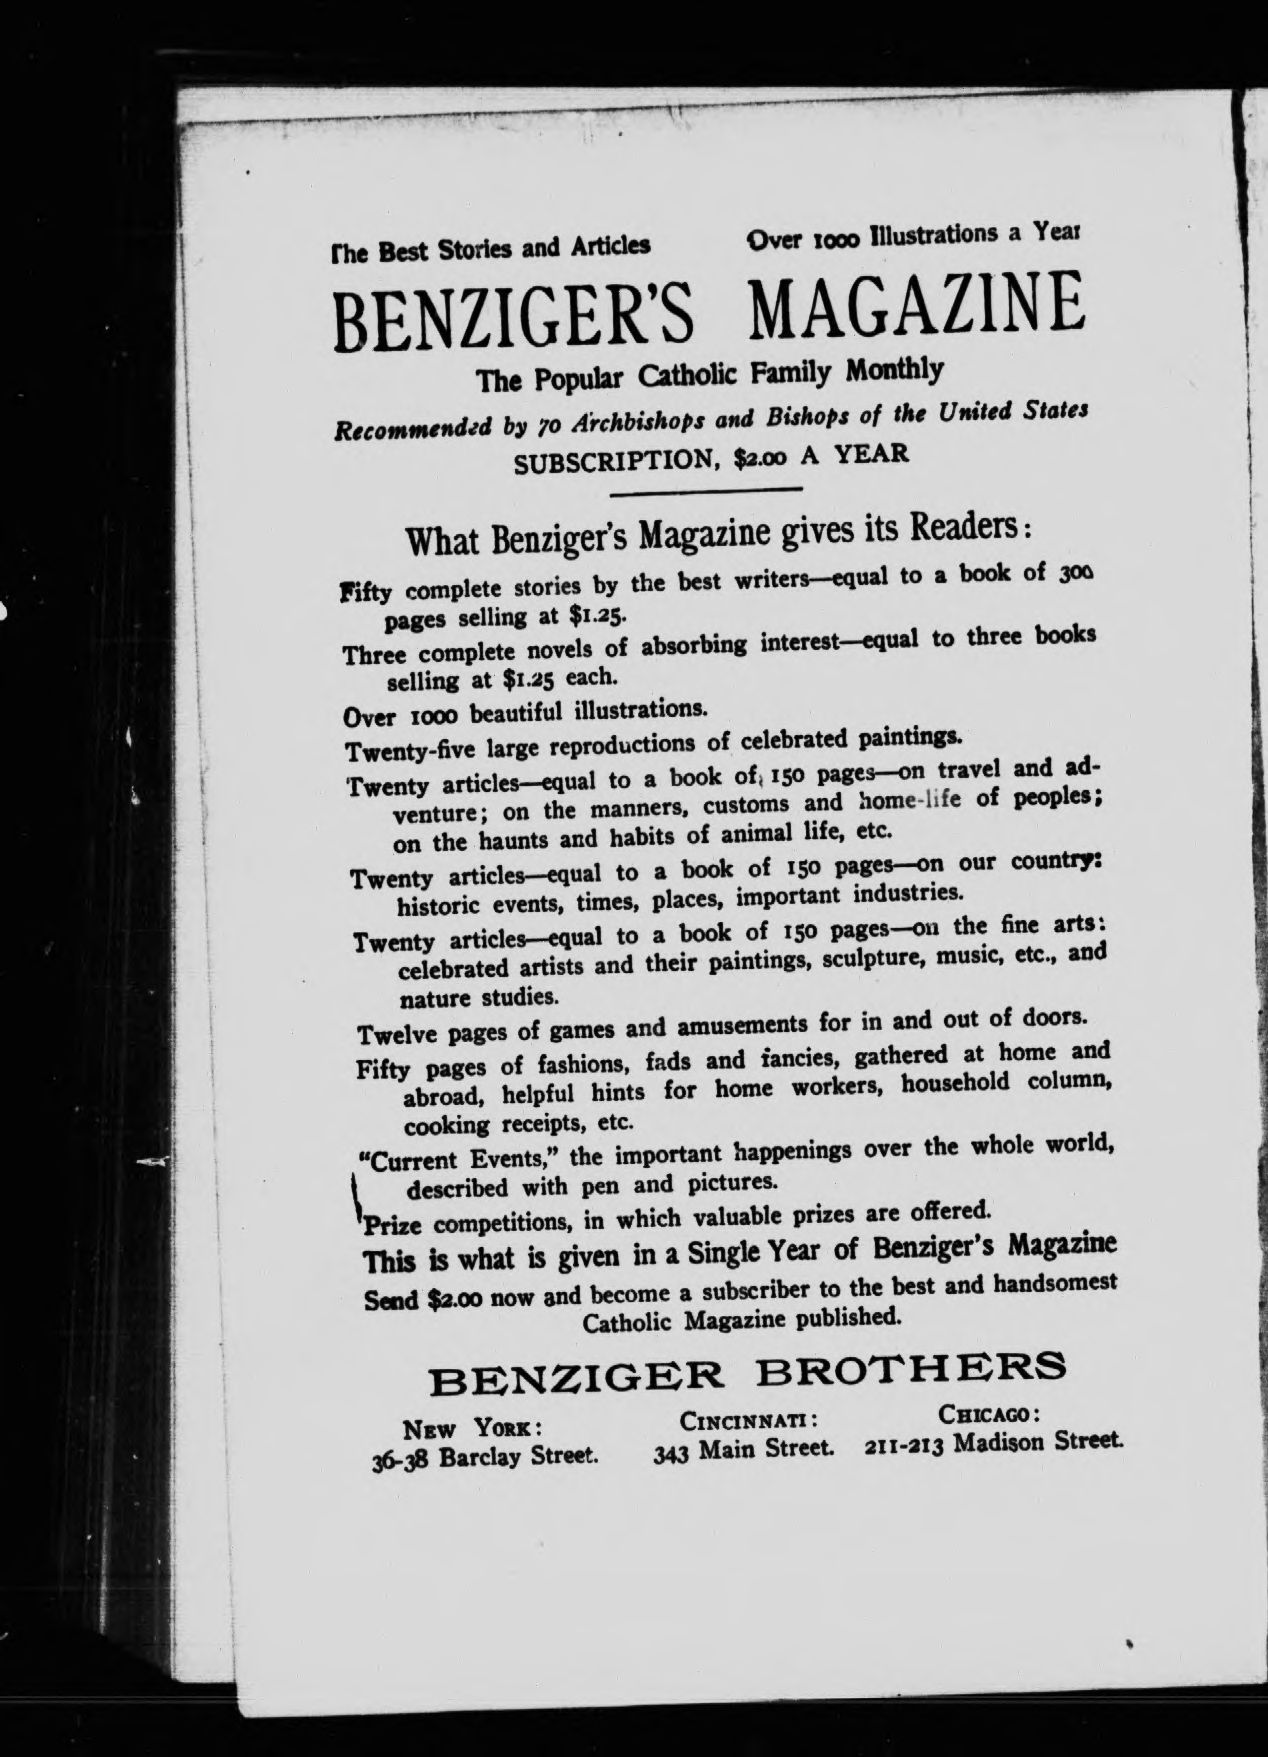 The Best Stories and Articles Over 1000 Illustrations a Year
BENZIGER'S MAGAZINE
The Popular Catholic Family Monthly
Recommended by 70 Archbishops and Bishops of the United States
SUBSCRIPTION, $2.00 A YEAR
What Benziger's Magazine gives its Readers:
Fifty complete stories by the best writers—equal to a book of 300
pages selling at $1.25.
Three complete novels of absorbing interest—equal to three books
selling at $1.25 each.
Over 1000 beautiful illustrations.
Twenty-five large reproductions of celebrated paintings.
Twenty articles—equal to a book of 150 pages—on travel and ad-
venture; on the manners, customs and home-life of peoples;
on the haunts and habits of animal life, etc.
Twenty articles—equal to a book of 150 pages—on our country:
historic events, times, places, important industries.
Twenty articles—equal to a book of 150 pages—on the fine arts:
celebrated artists and their paintings, sculpture, music, etc., and
nature studies.
Twelve pages of games and amusements for in and out of doors.
Fifty pages of fashions, fads and fancies, gathered at home and
abroad, helpful hints for home workers, household column,
cooking receipts, etc.
"Current Events," the important happenings over the whole world,
described with pen and pictures.
Prize competitions, in which valuable prizes are offered.
This is what is given in a Single Year of Benziger's Magazine
Send $2.00 now and become a subscriber to the best and handsomest
Catholic Magazine published.
BENZIGER BROTHERS
NEW YORK: CINCINNATI: CHICAGO:
36-38 Barclay Street. 343 Main Street. 211-213 Madison Street.